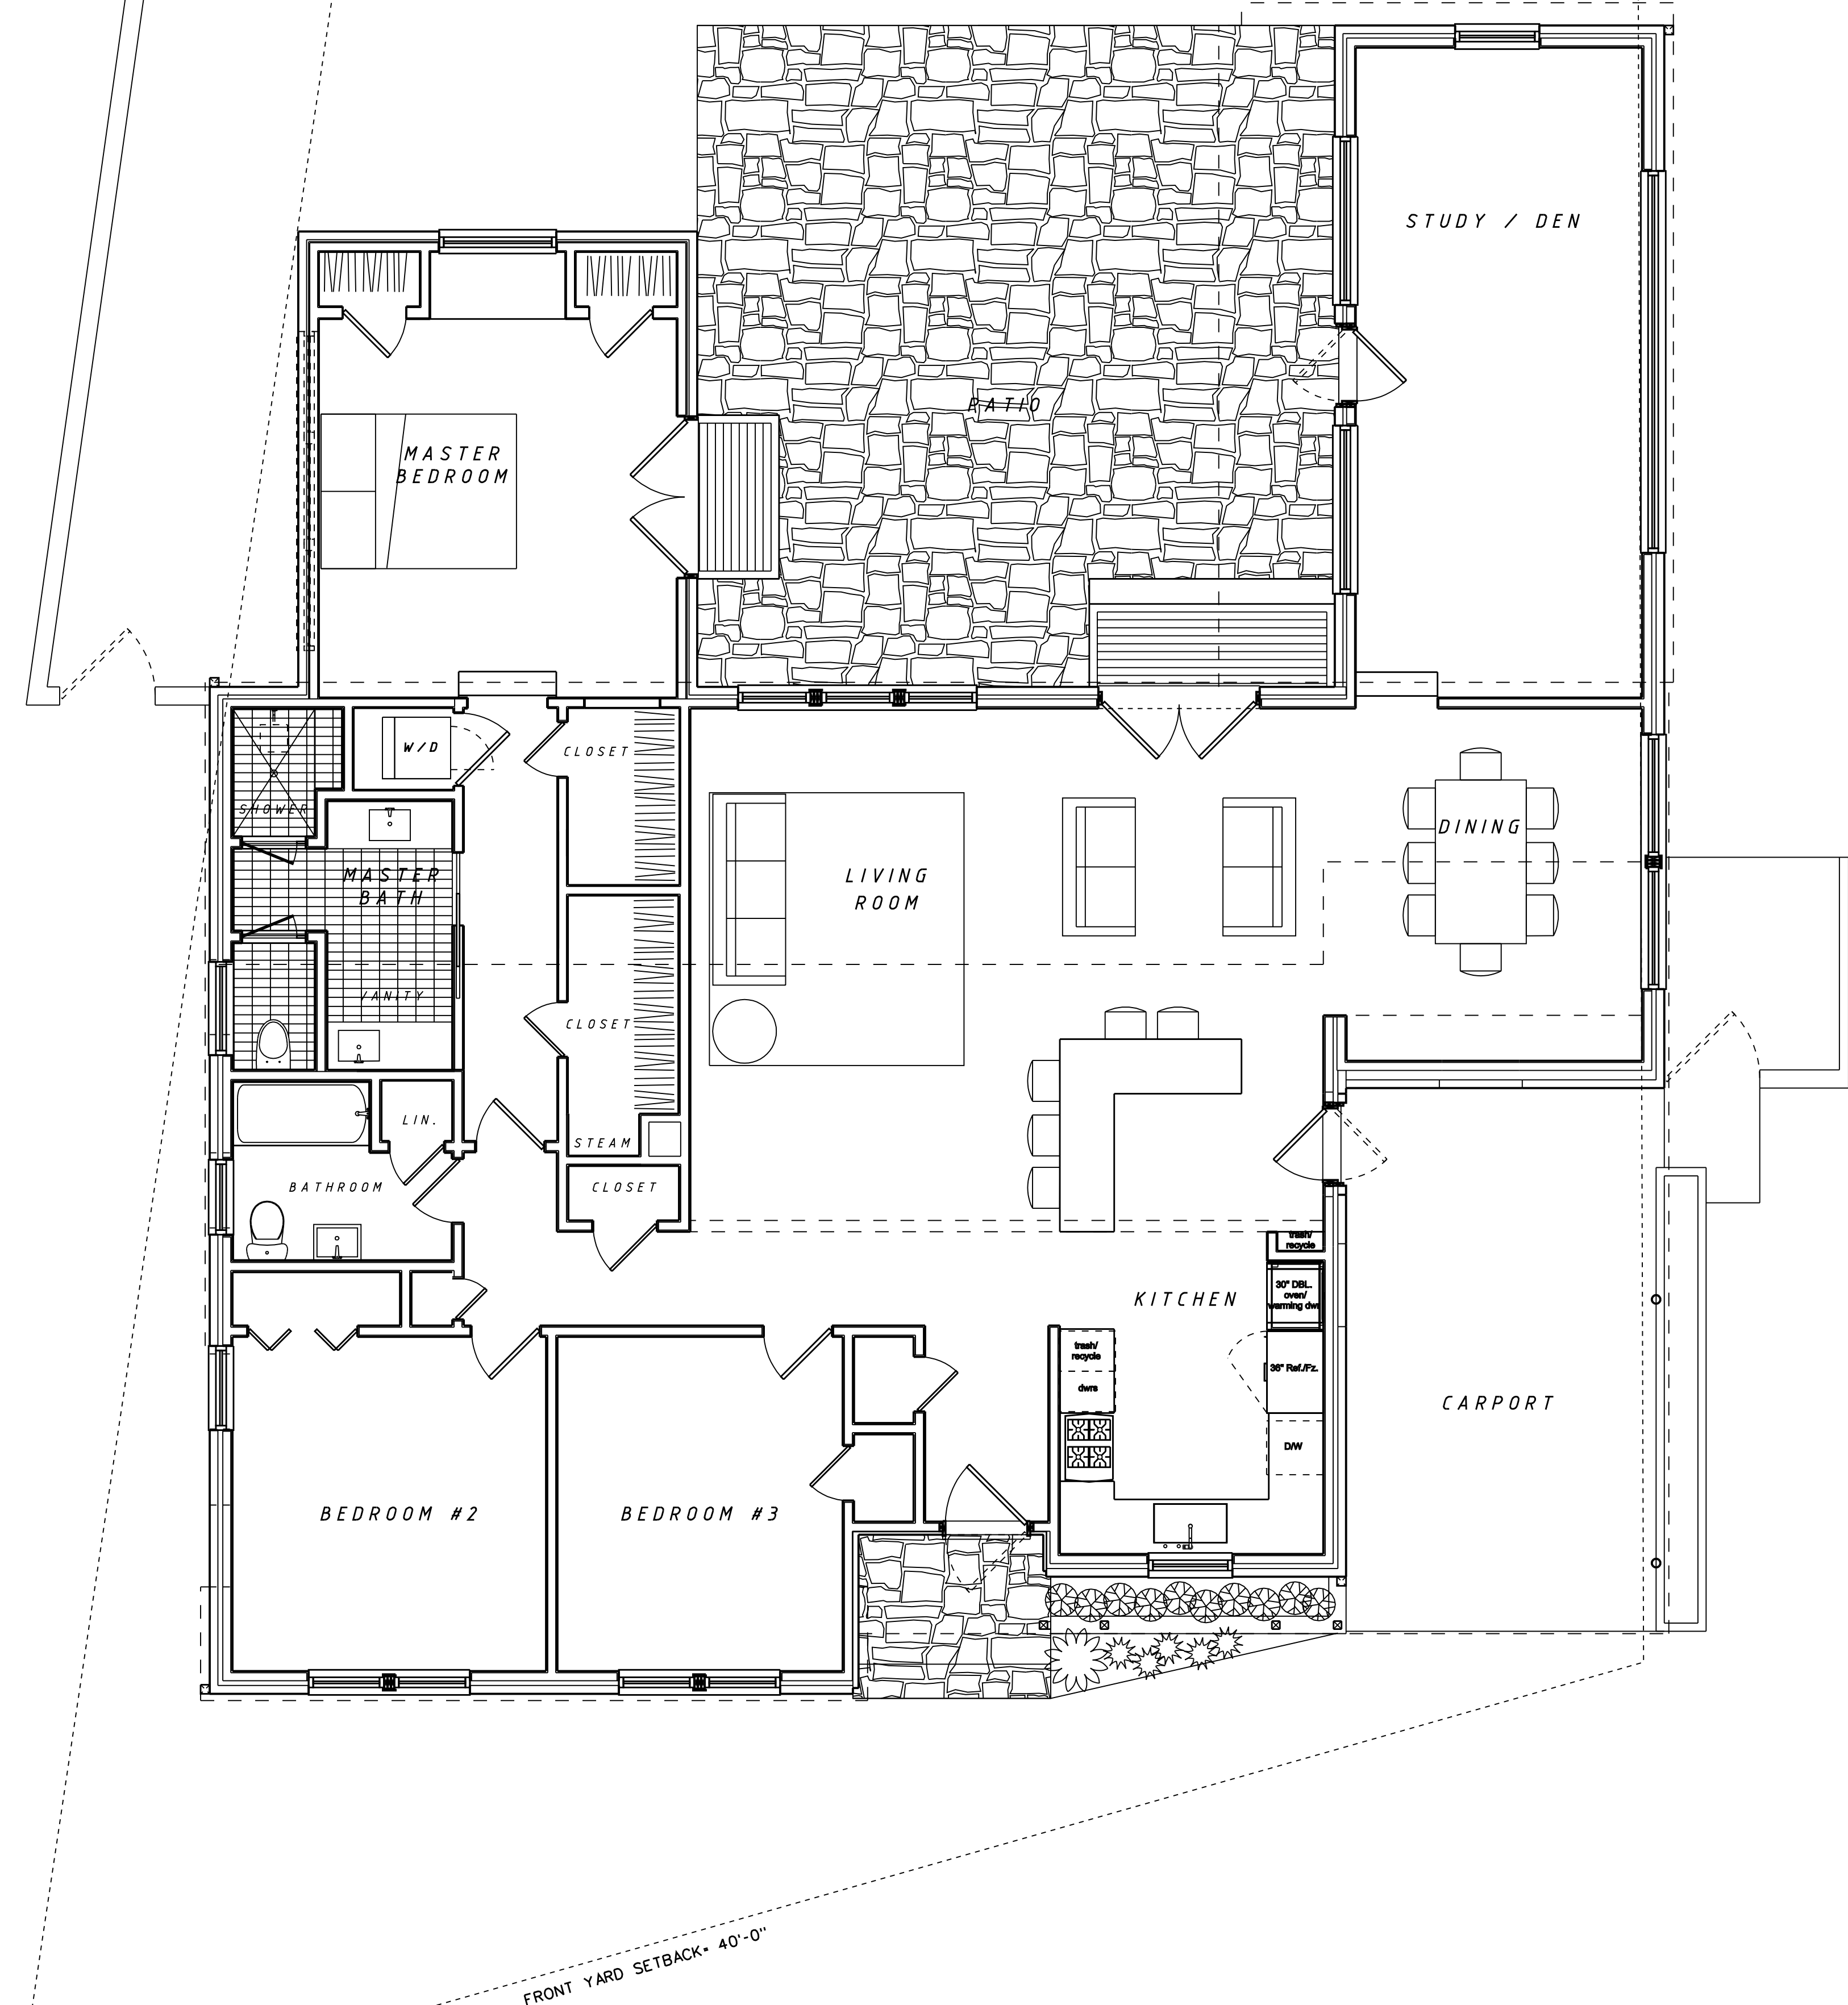 STUDY / DEN
PATIO
MASTER
BEDROOM
W/D
CLOSET
SHOWER
DINING
MASTER
BATH
LIVING
ROOM
VANITY
CLOSET
LIN.
STEAM
BATHROOM
CLOSET
trash/
recycle
KITCHEN
30" DBL.
oven/
warming dwr
trash/
recycle
36" Ref./Fz.
dwrs
CARPORT
D/W
BEDROOM #2
BEDROOM #3
FRONT YARD SETBACK= 40'-0"